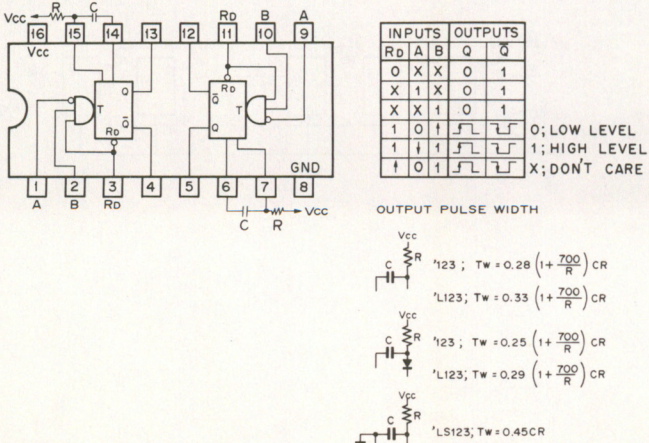 Vcc R C RD B A
16 15 14 13 12 11 10 9
Vcc
RD
Q Q̄ T
T Q̄ Q
RD
GND
1 2 3 4 5 6 7 8
A B RD C R Vcc
INPUTS OUTPUTS
RD A B Q Q̄
0 X X 0 1
X 1 X 0 1
X X 1 0 1
1 0 ↑ 0; LOW LEVEL
1 ↓ 1 1; HIGH LEVEL
↑ 0 1 X; DON'T CARE
OUTPUT PULSE WIDTH
Vcc
C R '123; Tw = 0.28 (1 + 700/R) CR
'L123; Tw = 0.33 (1 + 700/R) CR
Vcc
C R '123; Tw = 0.25 (1 + 700/R) CR
'L123; Tw = 0.29 (1 + 700/R) CR
Vcc
C R 'LS123; Tw = 0.45CR